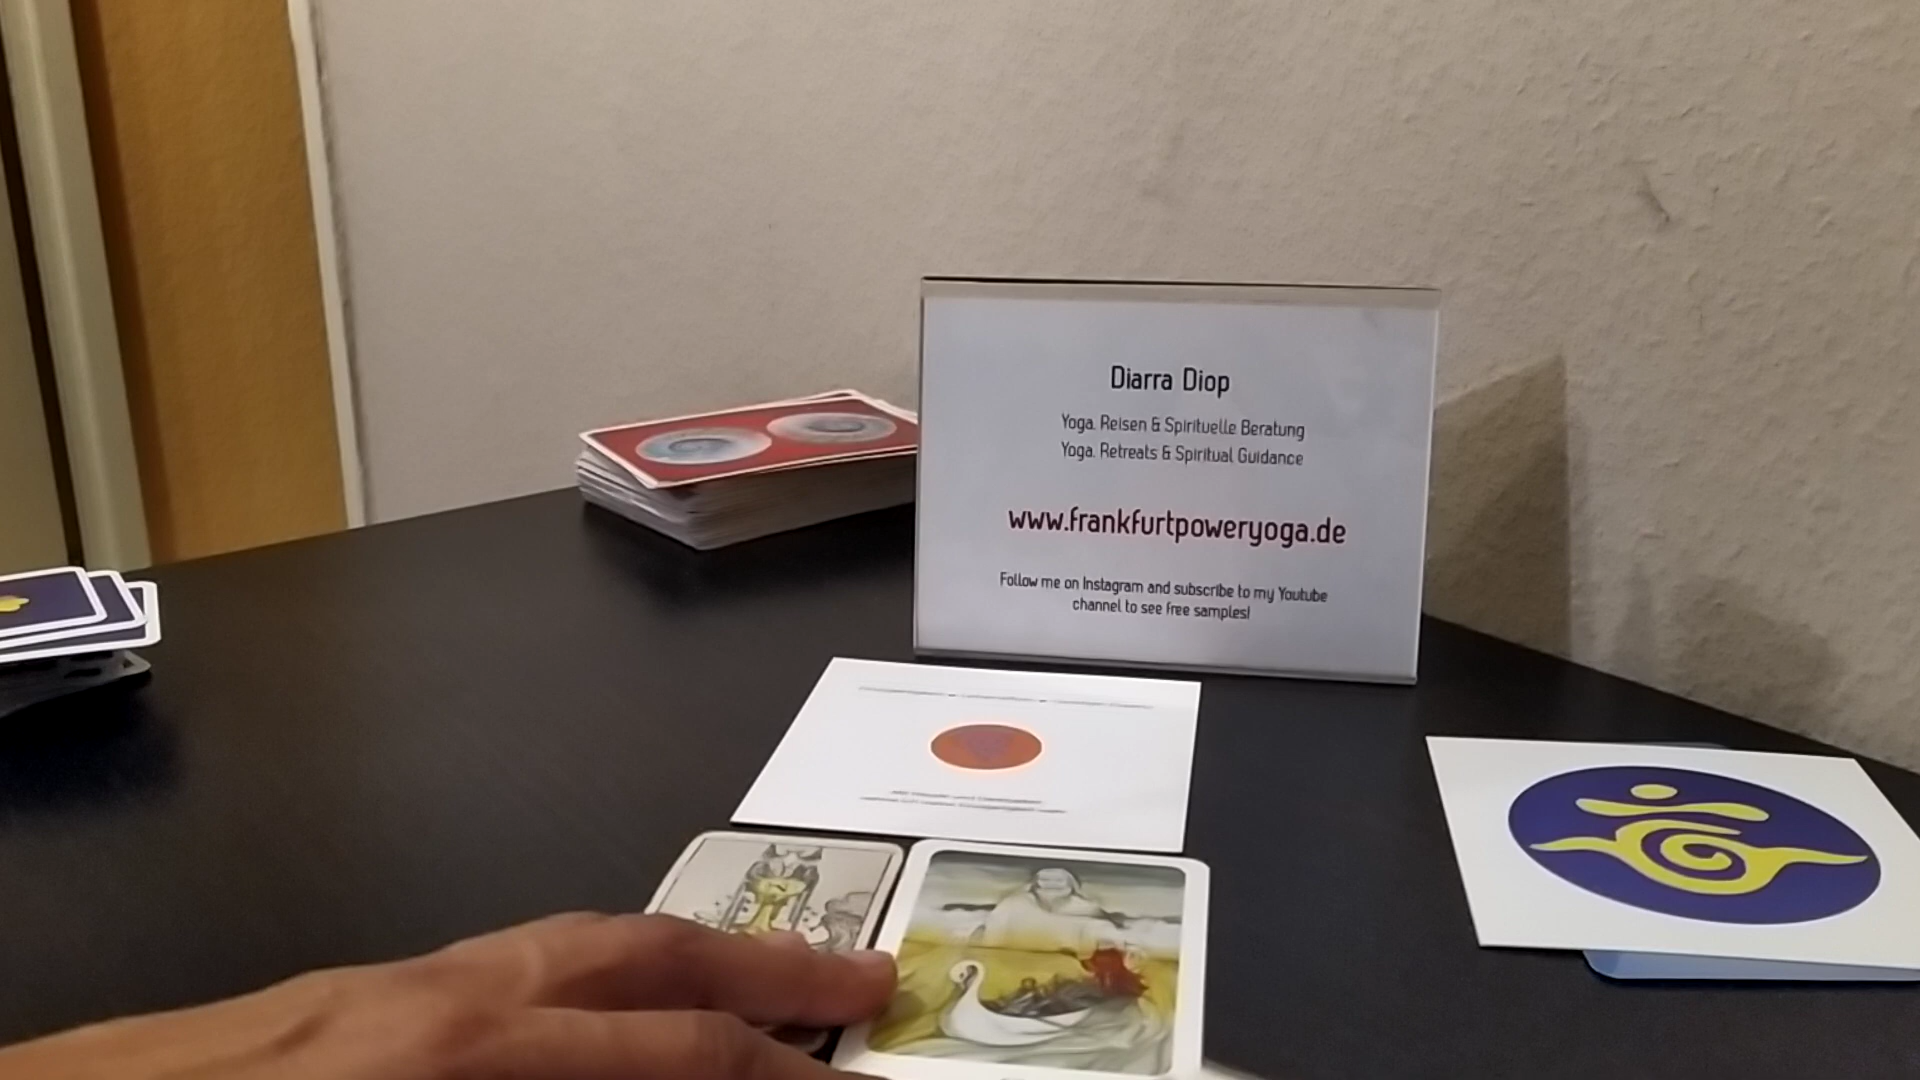 Diarra Diop
Yoga. Reisen & Spirituelle Beratung
Yoga. Retreats & Spiritual Guidance
www.frankfurtpoweryoga.de
Follow me on Instagram and subscribe to my Youtube
channel to see free samples!